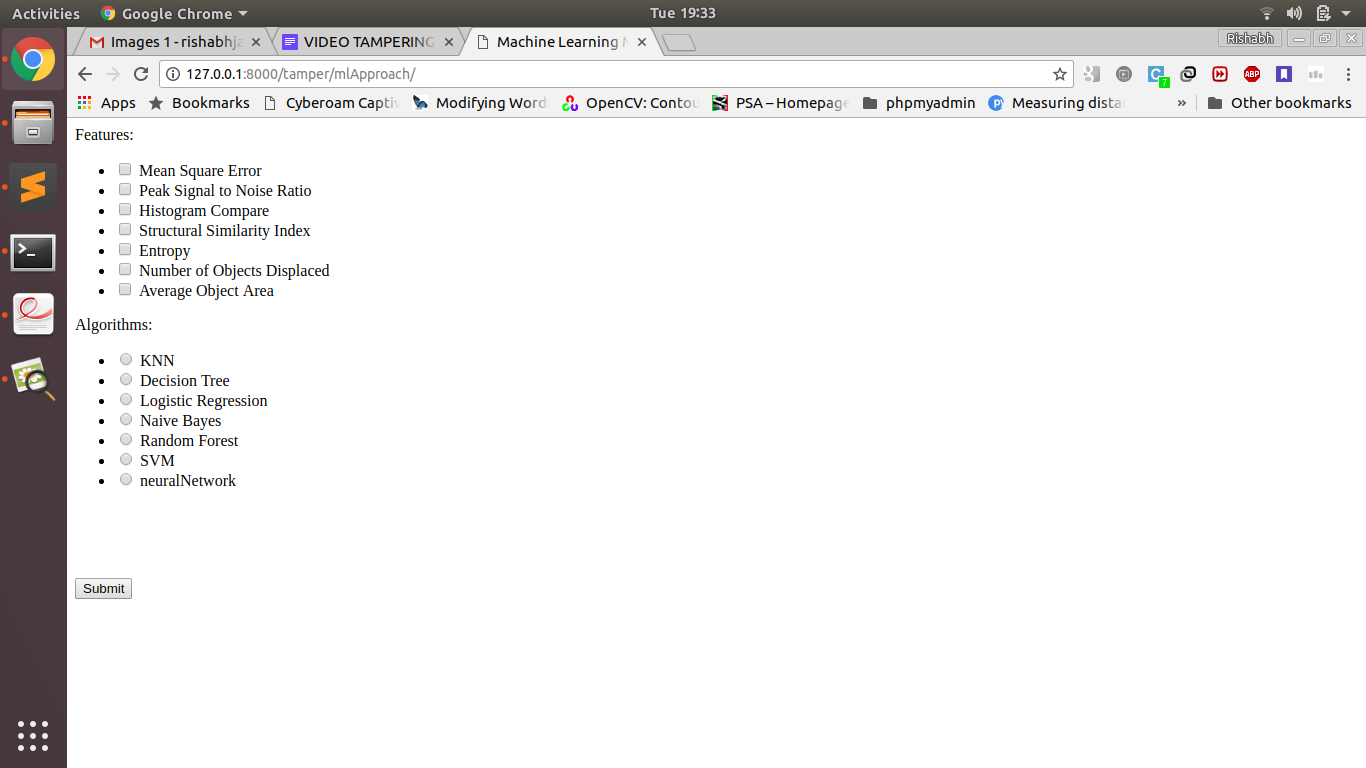 Activities Google Chrome Tue 19:33
Images 1 - rishabhja VIDEO TAMPERING Machine Learning Rishabh
127.0.0.1:8000/tamper/mlApproach/ 7 ABP
Apps Bookmarks Cyberoam Captiv Modifying Word OpenCV: Contou PSA – Homepage phpmyadmin Measuring dista » Other bookmarks
Features:
Mean Square Error
Peak Signal to Noise Ratio
Histogram Compare
Structural Similarity Index
Entropy
Number of Objects Displaced
Average Object Area
Algorithms:
KNN
Decision Tree
Logistic Regression
Naive Bayes
Random Forest
SVM
neuralNetwork
Submit